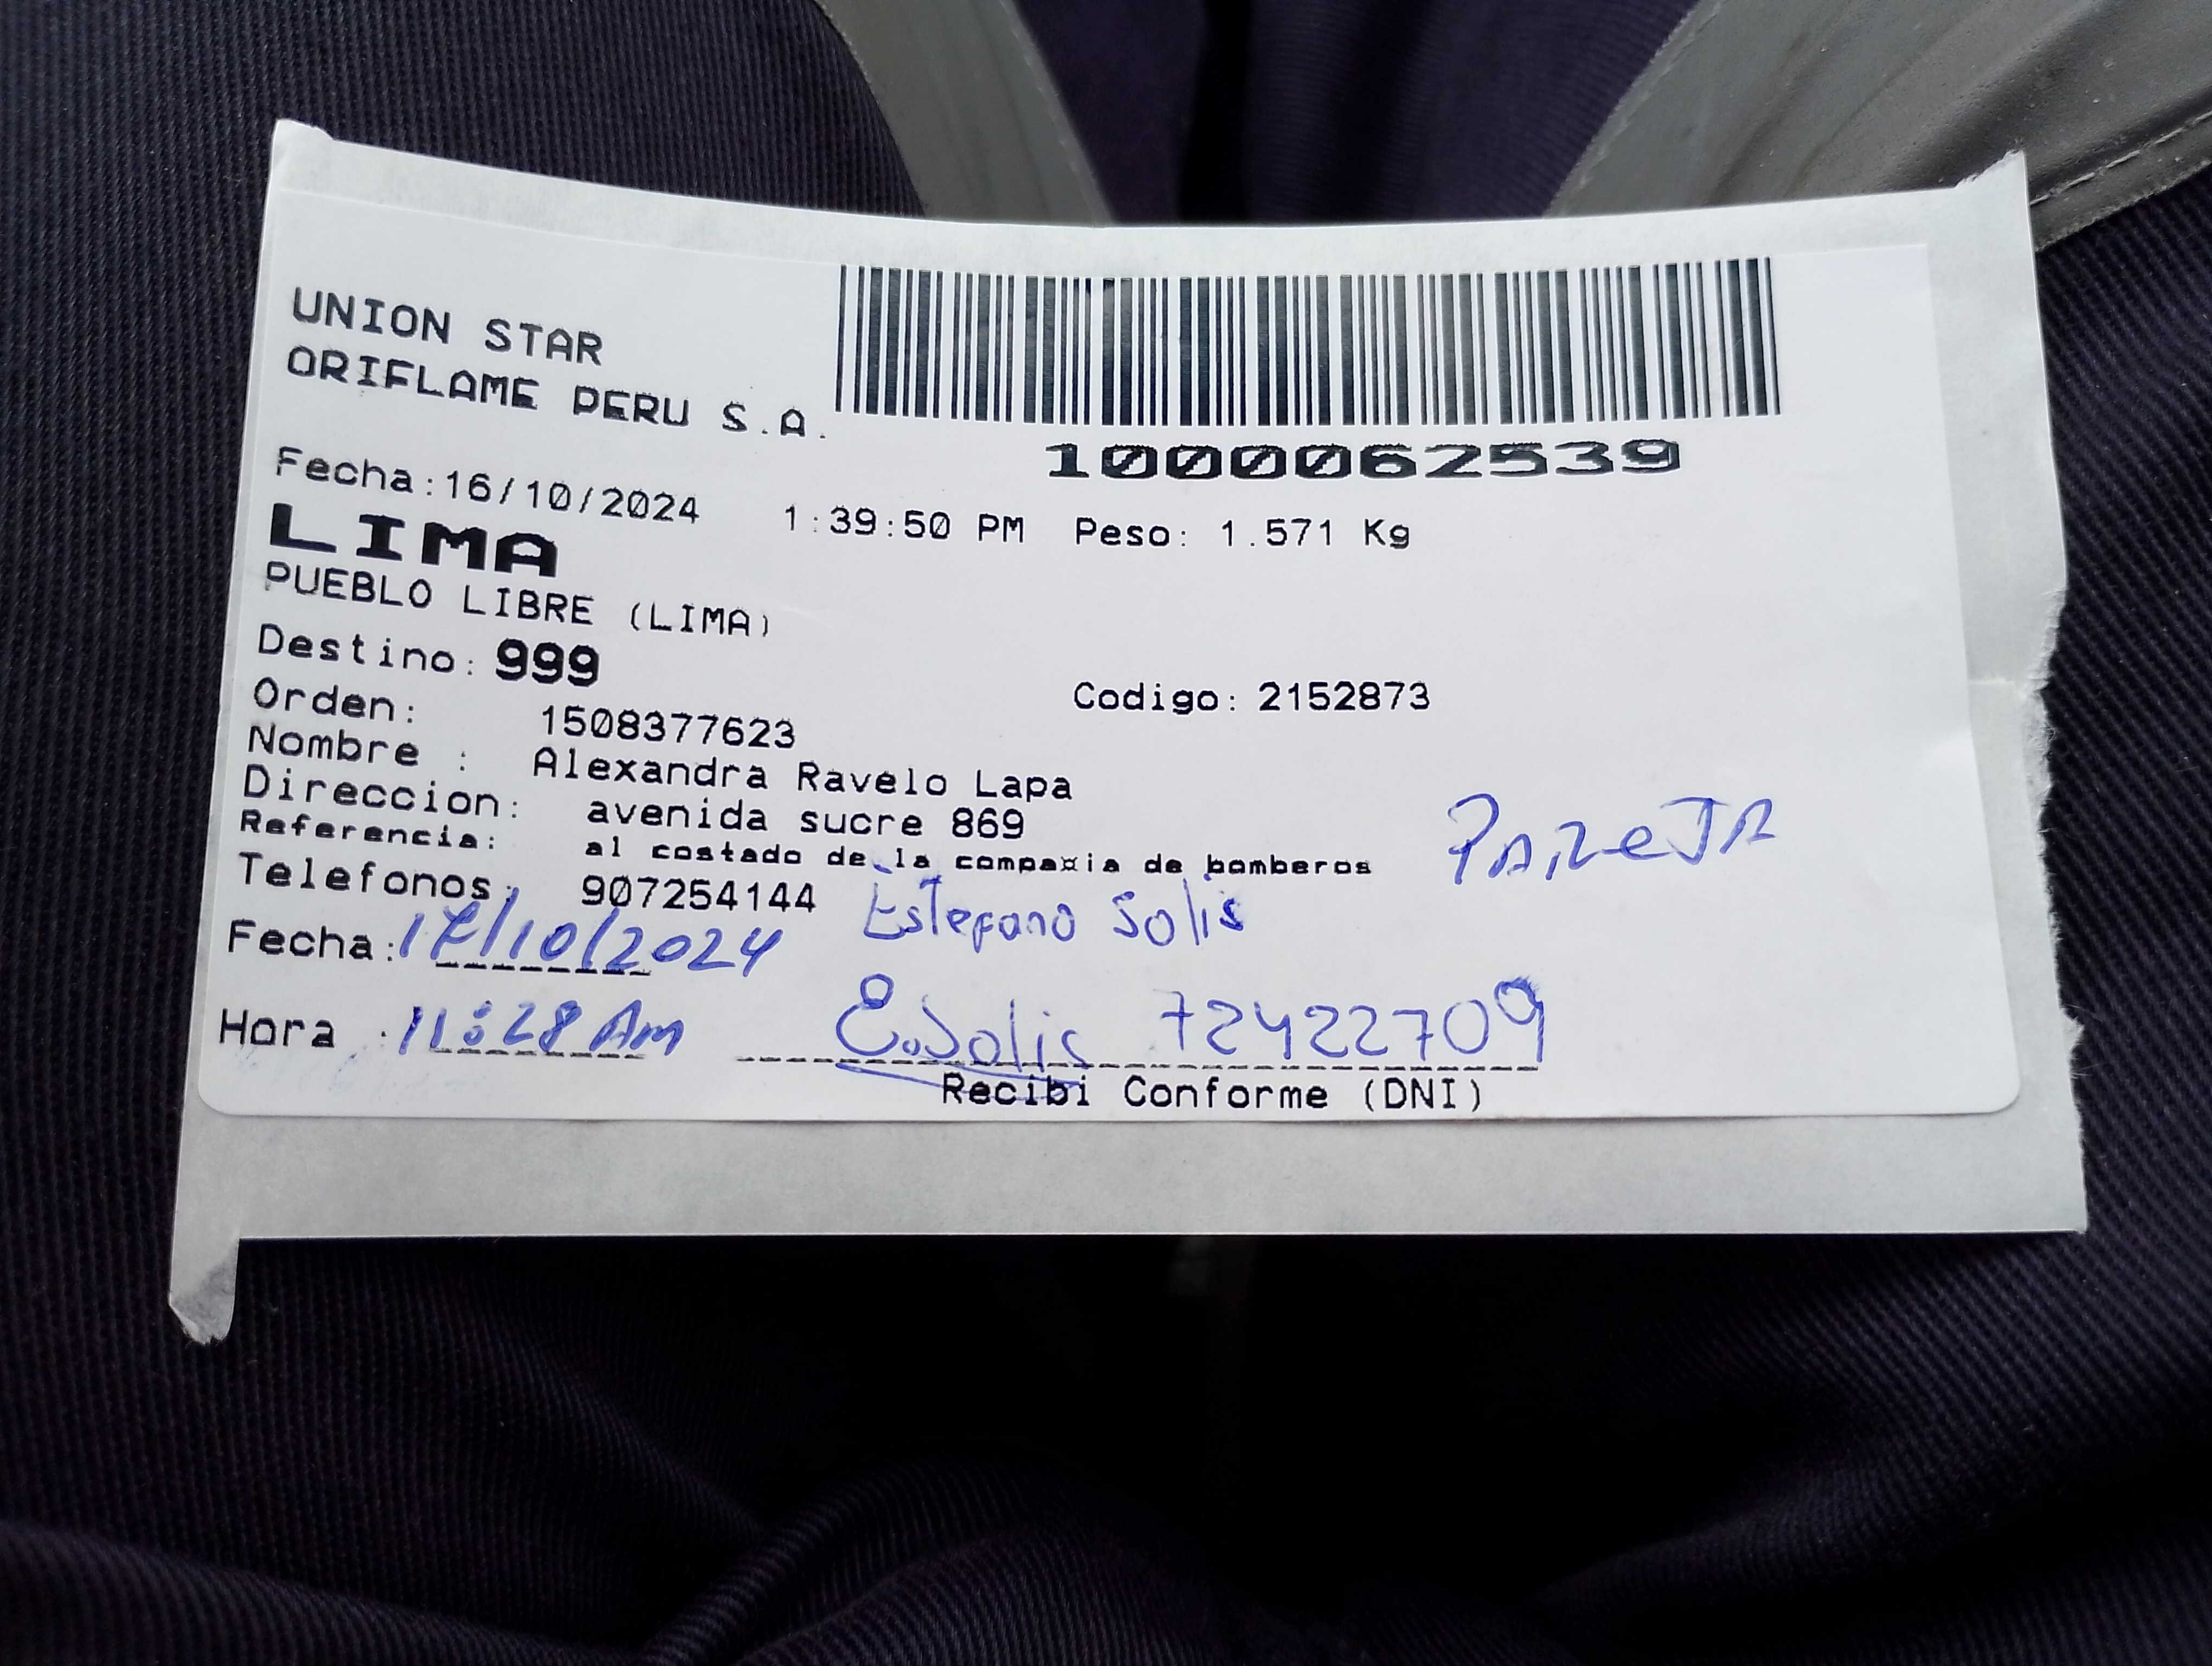 UNION STAR
ORIFLAME PERU S.A.
1000062539
Fecha:16/10/2024 1:39:50 PM Peso: 1.571 Kg
LIMA
PUEBLO LIBRE (LIMA)
Destino: 999
Orden: 1508377623 Codigo: 2152873
Nombre : Alexandra Ravelo Lapa
Direccion: avenida sucre 869
Referencia: al costado de la compa¤ia de bomberos PAReJA
Telefonos: 907254144 Estefano Solis
Fecha:17/10/2024
Hora :11:28 AM E.Solis 72422709
Recibi Conforme (DNI)